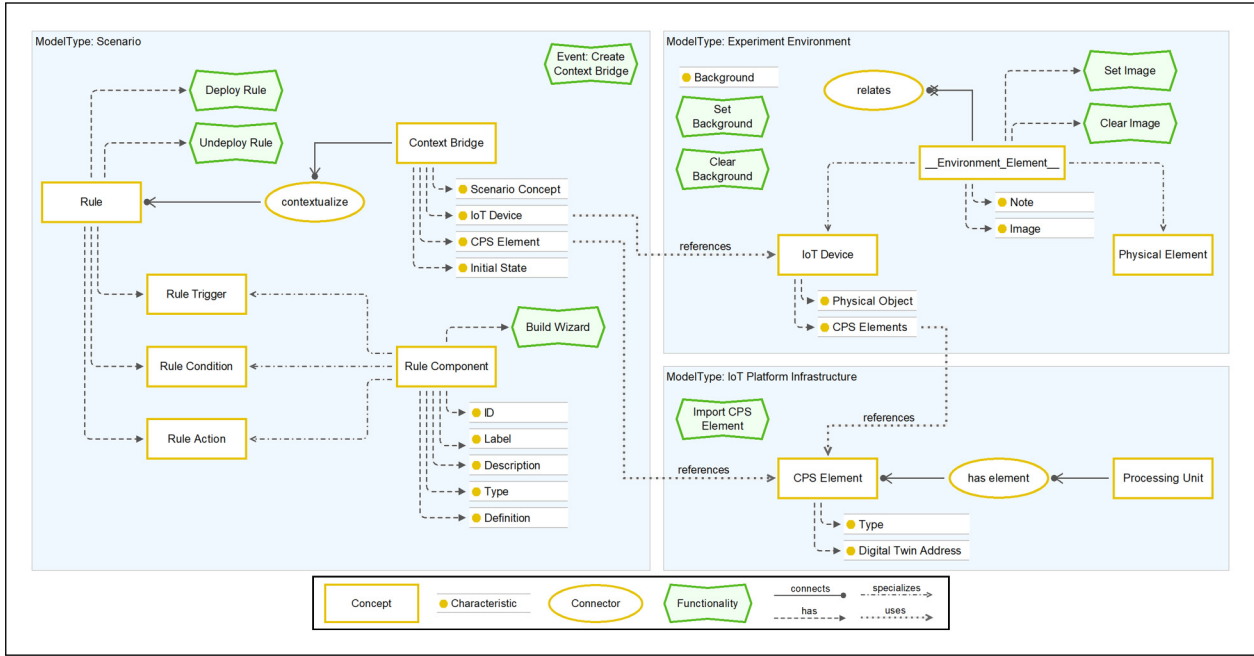 ModelType: Scenario
Event: Create
Context Bridge
Deploy Rule
Undeploy Rule
Context Bridge
Rule
contextualize
Scenario Concept
IoT Device
CPS Element
Initial State
Rule Trigger
Build Wizard
Rule Condition
Rule Component
Rule Action
ID
Label
Description
Type
Definition
ModelType: Experiment Environment
Background
relates
Set Image
Set
Background
Clear Image
Clear
Background
__Environment_Element__
Note
Image
references
IoT Device
Physical Element
Physical Object
CPS Elements
ModelType: IoT Platform Infrastructure
Import CPS
Element
references
references
CPS Element
has element
Processing Unit
Type
Digital Twin Address
Concept
Characteristic
Connector
Functionality
connects
specializes
has
uses